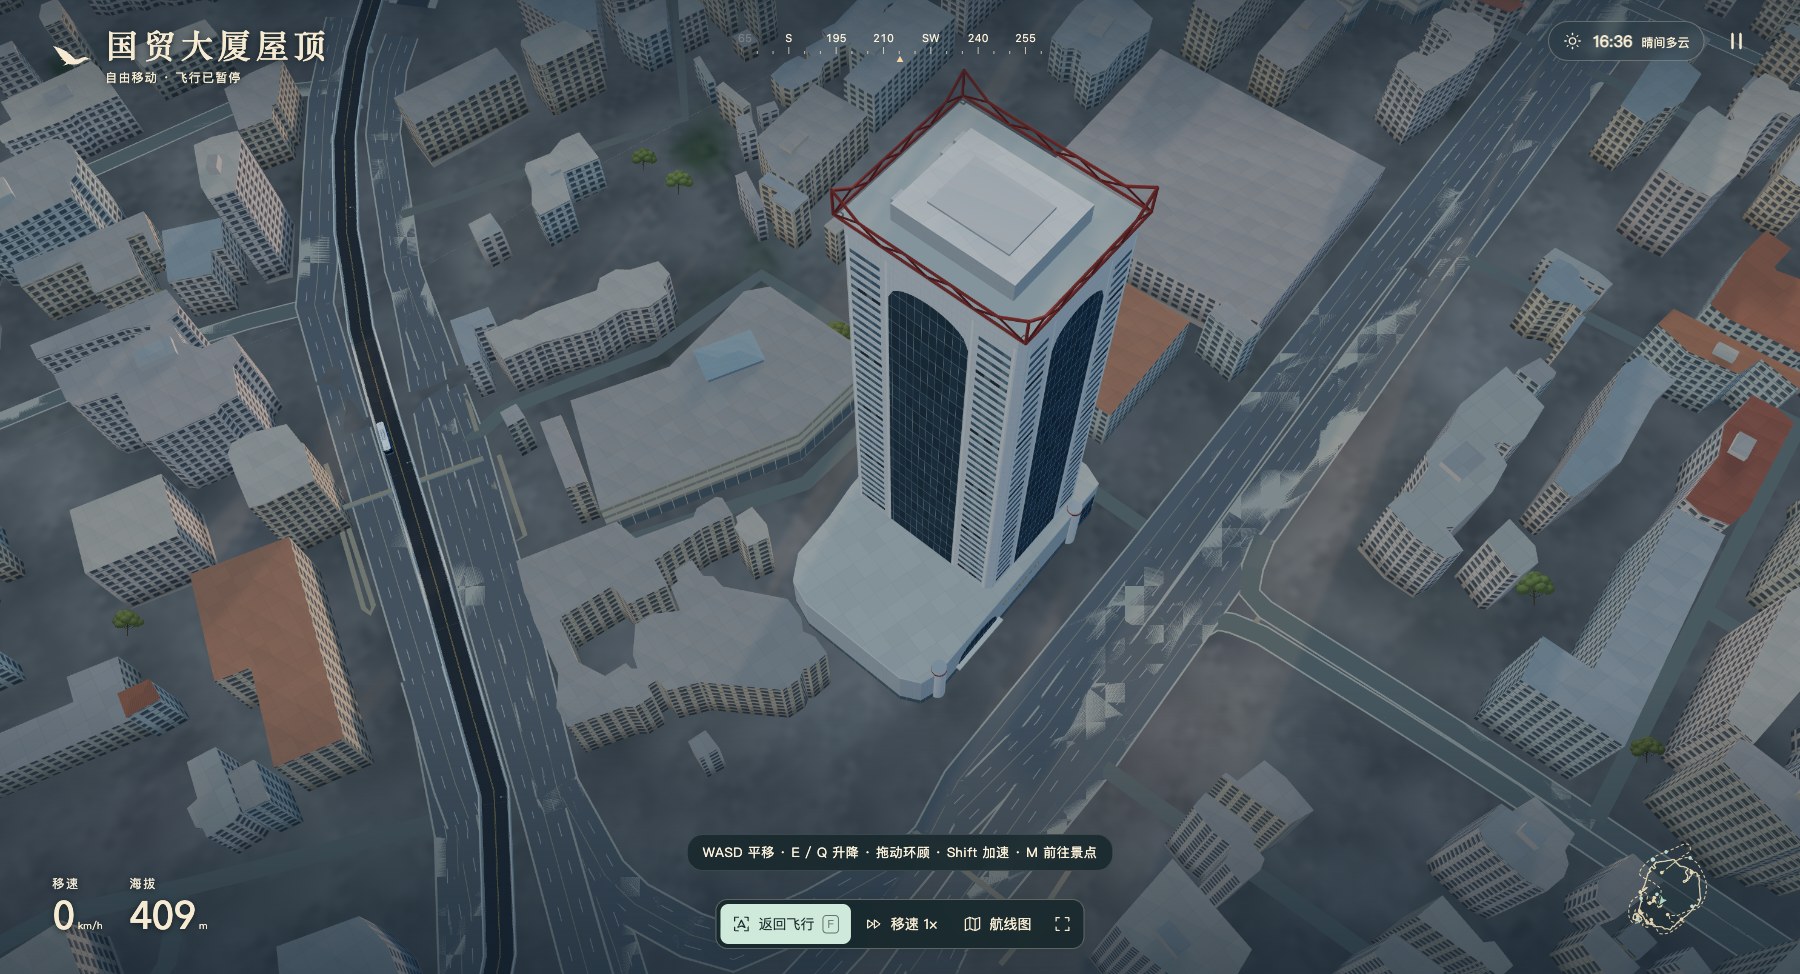 国贸大厦屋顶
自由移动 · 飞行已暂停
65 S 195 210 SW 240 255
16:36 晴间多云
WASD 平移 · E / Q 升降 · 拖动环顾 · Shift 加速 · M 前往景点
移速 海拔
0 km/h 409 m
返回飞行 F 移速 1x 航线图